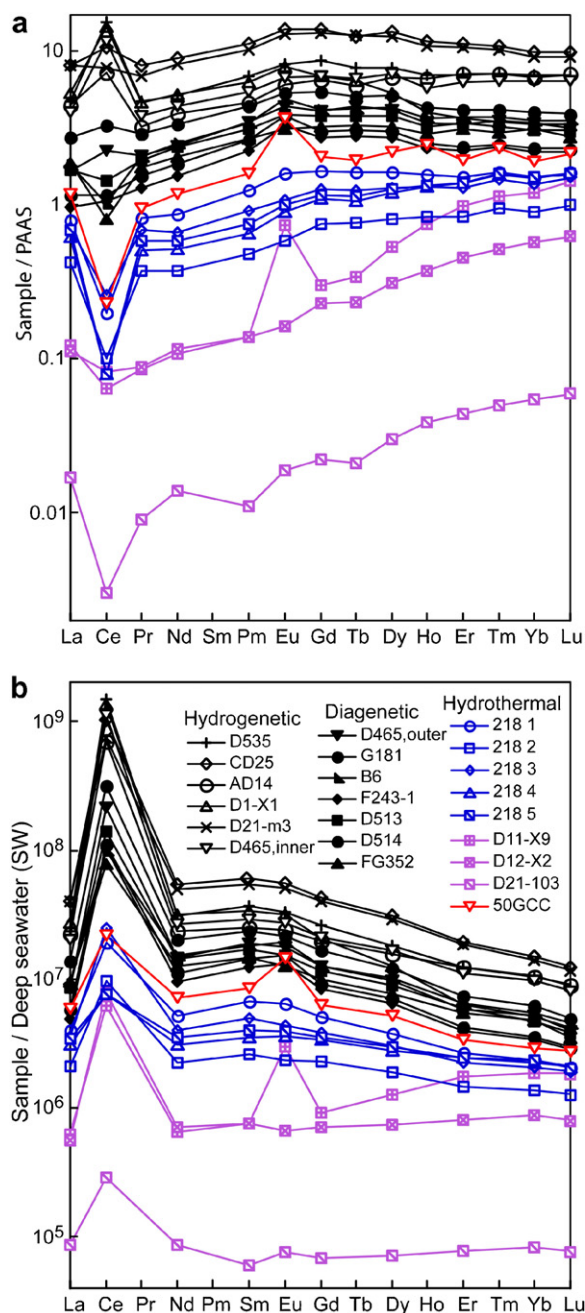 a
10
1
0.1
0.01
Sample / PAAS
La Ce Pr Nd Sm Pm Eu Gd Tb Dy Ho Er Tm Yb Lu
b
10⁹
10⁸
10⁷
10⁶
10⁵
Sample / Deep seawater (SW)
Hydrogenetic
D535
CD25
AD14
D1-X1
D21-m3
D465,inner
Diagenetic
D465,outer
G181
B6
F243-1
D513
D514
FG352
Hydrothermal
218 1
218 2
218 3
218 4
218 5
D11-X9
D12-X2
D21-103
50GCC
La Ce Pr Nd Pm Sm Eu Gd Tb Dy Ho Er Tm Yb Lu